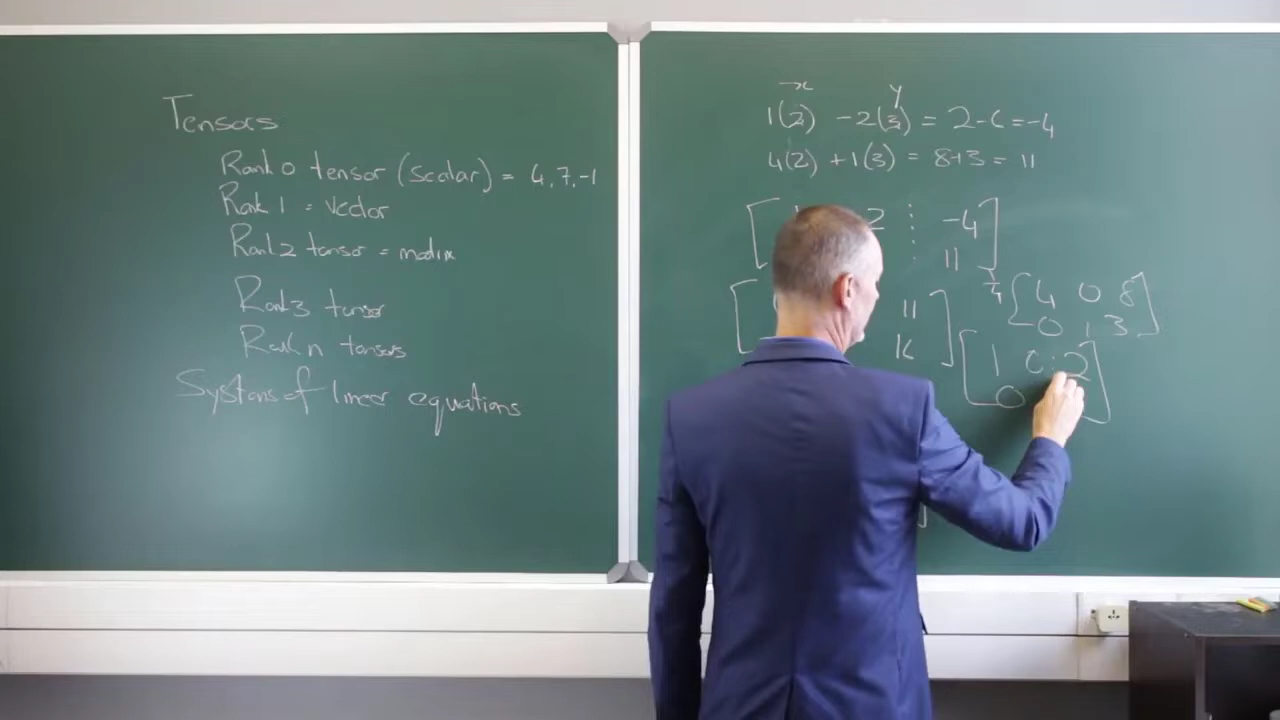 Tensors
Rank 0 tensor (scalar) = 4, 7, -1
Rank 1 = vector
Rank 2 tensor = matrix
Rank 3 tensor
Rank n tensors
Systems of linear equations
x y
1(2) -2(3) = 2-6=-4
4(2) +1(3) = 8+3 = 11
2 ⋮ -4
11
11
16
1/4 [4 0 8
0 1 3]
[1 0 : 2
0